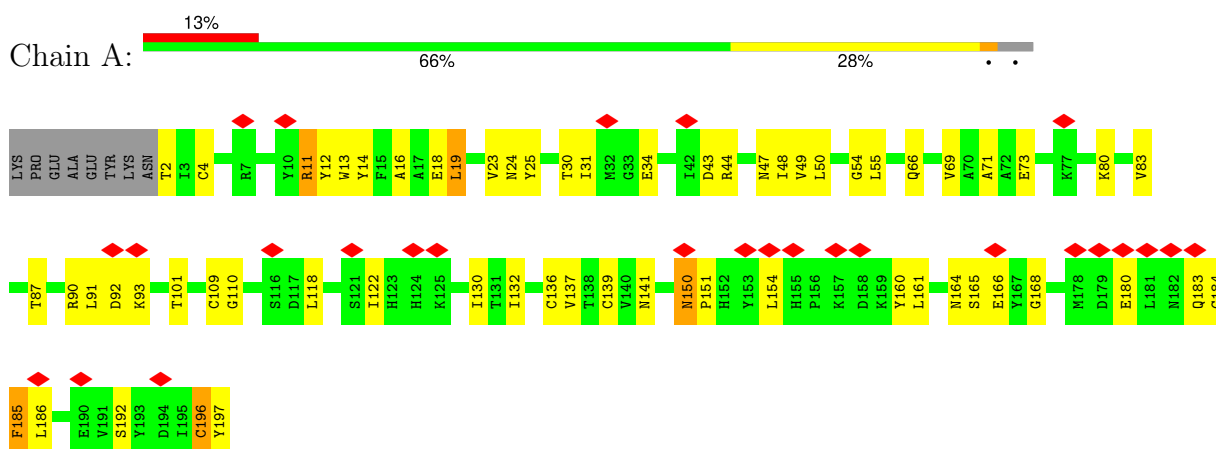 13%
Chain A:
66% 28% • •
LYS PRO GLU ALA GLU TYR LYS ASN T2 I3 C4 R7 Y10 R11 Y12 W13 Y14 F15 A16 A17 E18 L19 V23 N24 Y25 T30 I31 M32 G33 E34 I42 D43 R44 N47 I48 V49 L50 G54 L55 Q66 V69 A70 A71 A72 E73 K77 K80 V83
T87 R90 L91 D92 K93 T101 C109 G110 S116 D117 L118 S121 I122 H123 H124 K125 I130 T131 I132 C136 V137 T138 C139 V140 N141 N150 P151 H152 Y153 L154 H155 P156 K157 D158 K159 Y160 L161 N164 S165 E166 Y167 G168 M178 D179 E180 L181 N182 Q183 C184
F185 L186 E190 V191 S192 Y193 D194 I195 C196 Y197